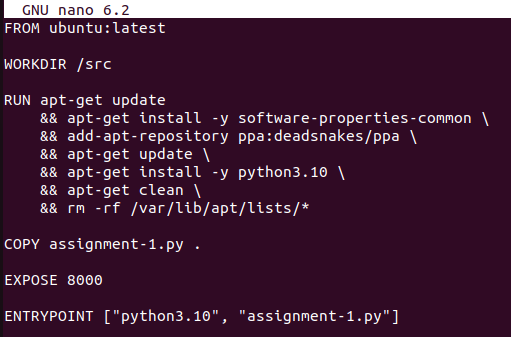 GNU nano 6.2
FROM ubuntu:latest
WORKDIR /src
RUN apt-get update
&& apt-get install -y software-properties-common \
&& add-apt-repository ppa:deadsnakes/ppa \
&& apt-get update \
&& apt-get install -y python3.10 \
&& apt-get clean \
&& rm -rf /var/lib/apt/lists/*
COPY assignment-1.py .
EXPOSE 8000
ENTRYPOINT ["python3.10", "assignment-1.py"]